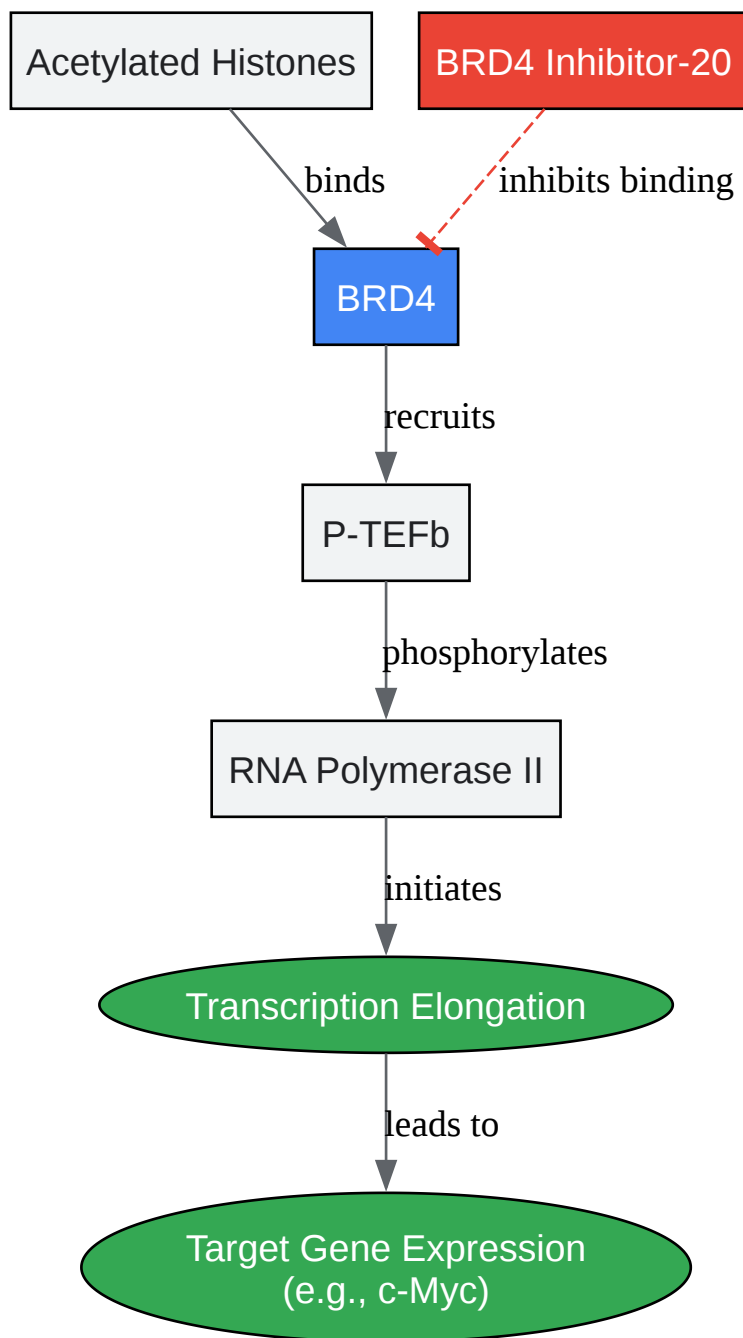 Acetylated Histones
BRD4 Inhibitor-20
binds
inhibits binding
BRD4
recruits
P-TEFb
phosphorylates
RNA Polymerase II
initiates
Transcription Elongation
leads to
Target Gene Expression
(e.g., c-Myc)